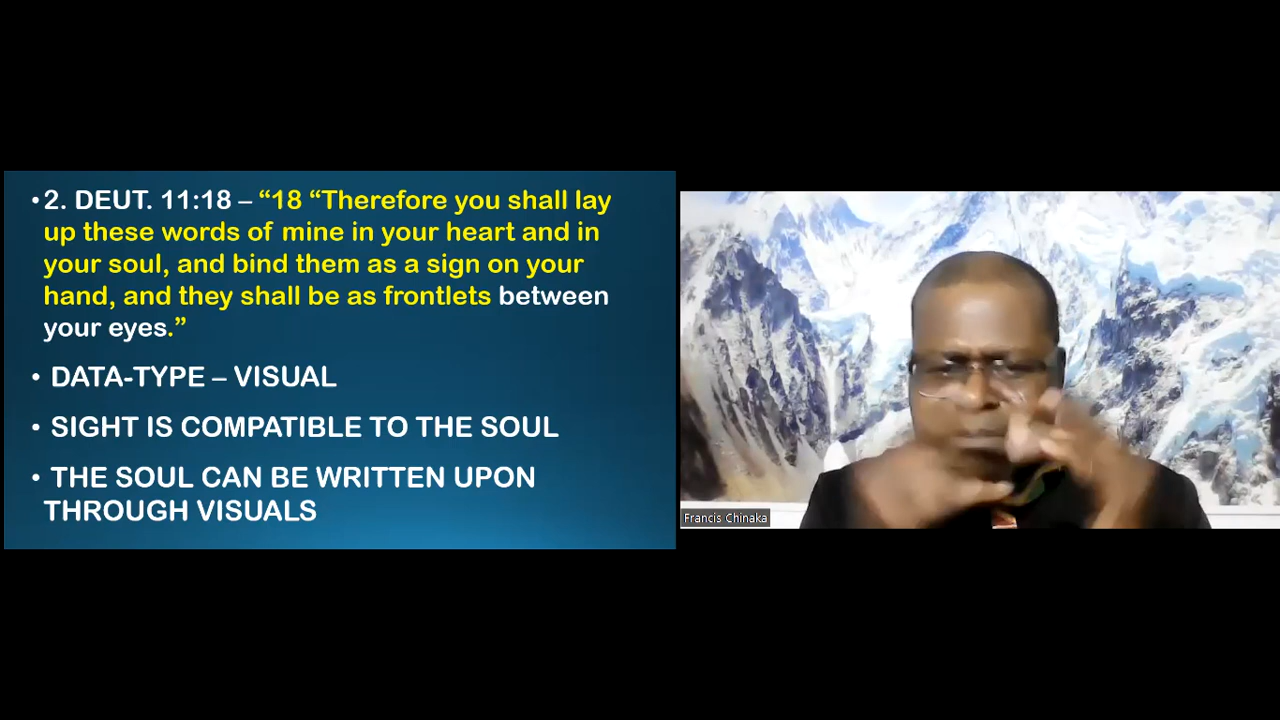 • 2. DEUT. 11:18 – “18 “Therefore you shall lay
up these words of mine in your heart and in
your soul, and bind them as a sign on your
hand, and they shall be as frontlets between
your eyes.”
• DATA-TYPE – VISUAL
• SIGHT IS COMPATIBLE TO THE SOUL
• THE SOUL CAN BE WRITTEN UPON
THROUGH VISUALS
Francis Chinaka